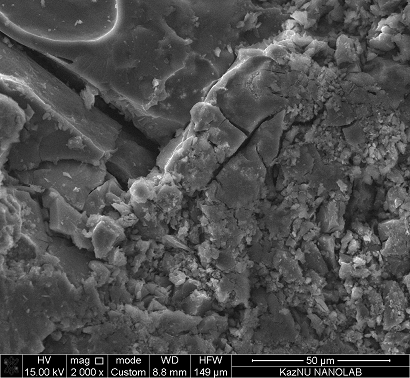 HV mag □ mode WD HFW 50 µm
15.00 kV 2 000 x Custom 8.8 mm 149 µm KazNU NANOLAB